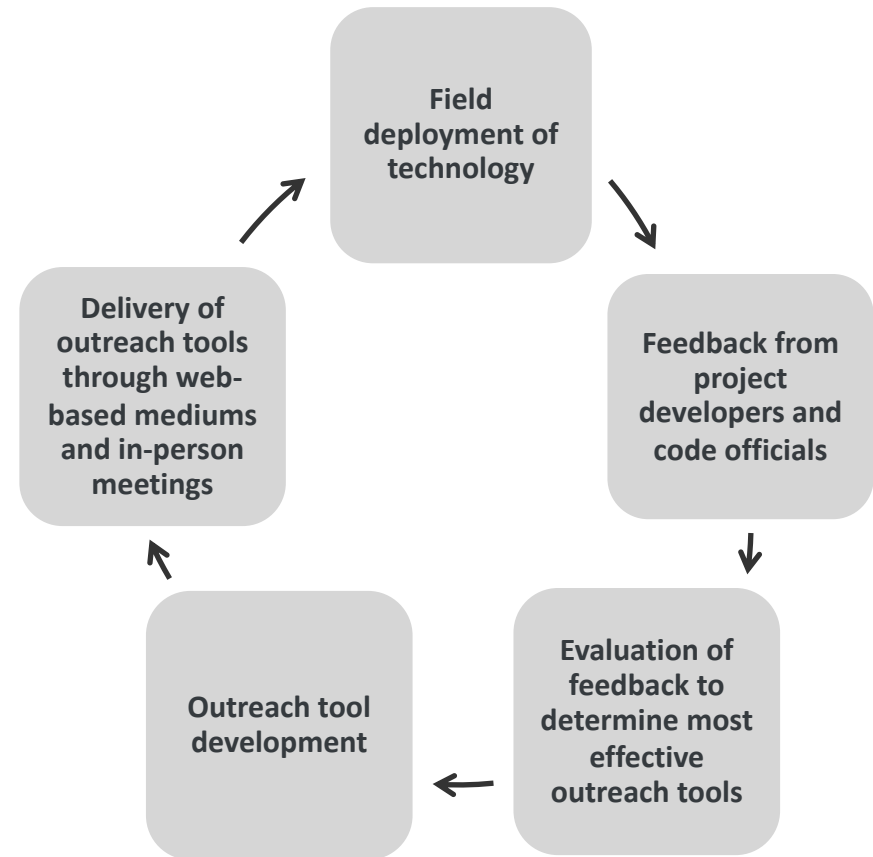 Field
deployment of
technology
Feedback from
project
developers and
code officials
Evaluation of
feedback to
determine most
effective
outreach tools
Outreach tool
development
Delivery of
outreach tools
through web-
based mediums
and in-person
meetings